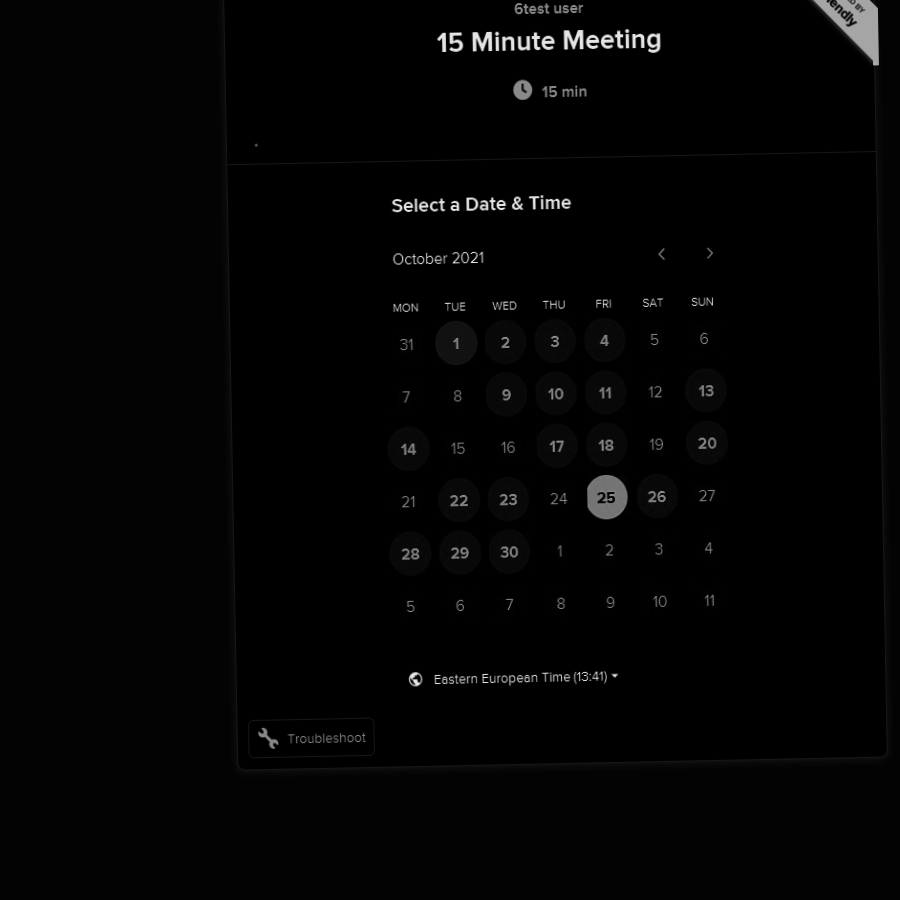 6test user
15 Minute Meeting
15 min
Select a Date & Time
October 2021
MON TUE WED THU FRI SAT SUN
31 1 2 3 4 5 6
7 8 9 10 11 12 13
14 15 16 17 18 19 20
21 22 23 24 25 26 27
28 29 30 1 2 3 4
5 6 7 8 9 10 11
Eastern European Time (13:41)
Troubleshoot